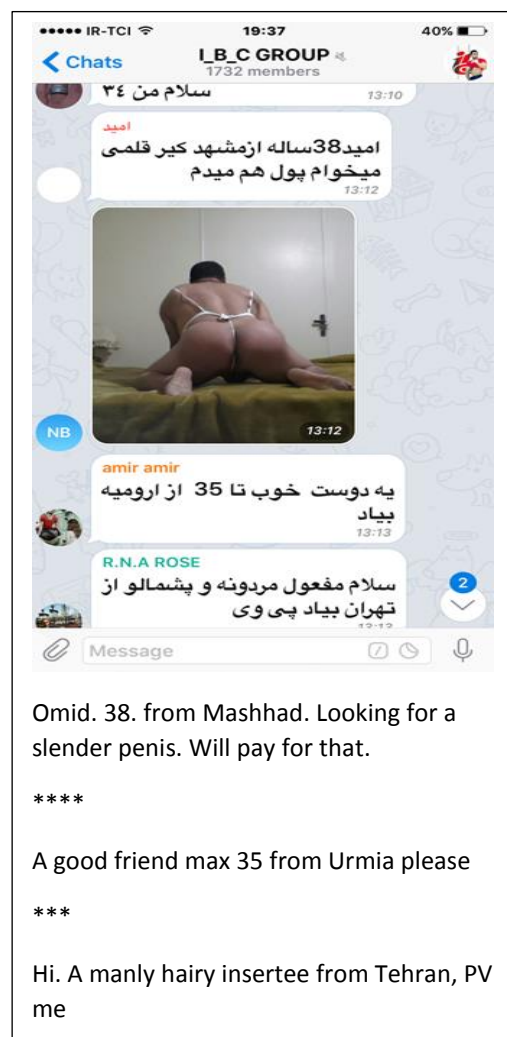 IR-TCI 19:37 40%
Chats I_B_C GROUP
1732 members
سلام من ٣٤
13:10
امید
امید38ساله ازمشهد کیر قلمی
میخوام پول هم میدم
13:12
13:12
NB
amir amir
یه دوست خوب تا 35 از ارومیه
بیاد
13:13
R.N.A ROSE
سلام مفعول مردونه و پشمالو از
تهران بیاد پی وی
13:13
2
Message
Omid. 38. from Mashhad. Looking for a
slender penis. Will pay for that.
****
A good friend max 35 from Urmia please
***
Hi. A manly hairy insertee from Tehran, PV
me